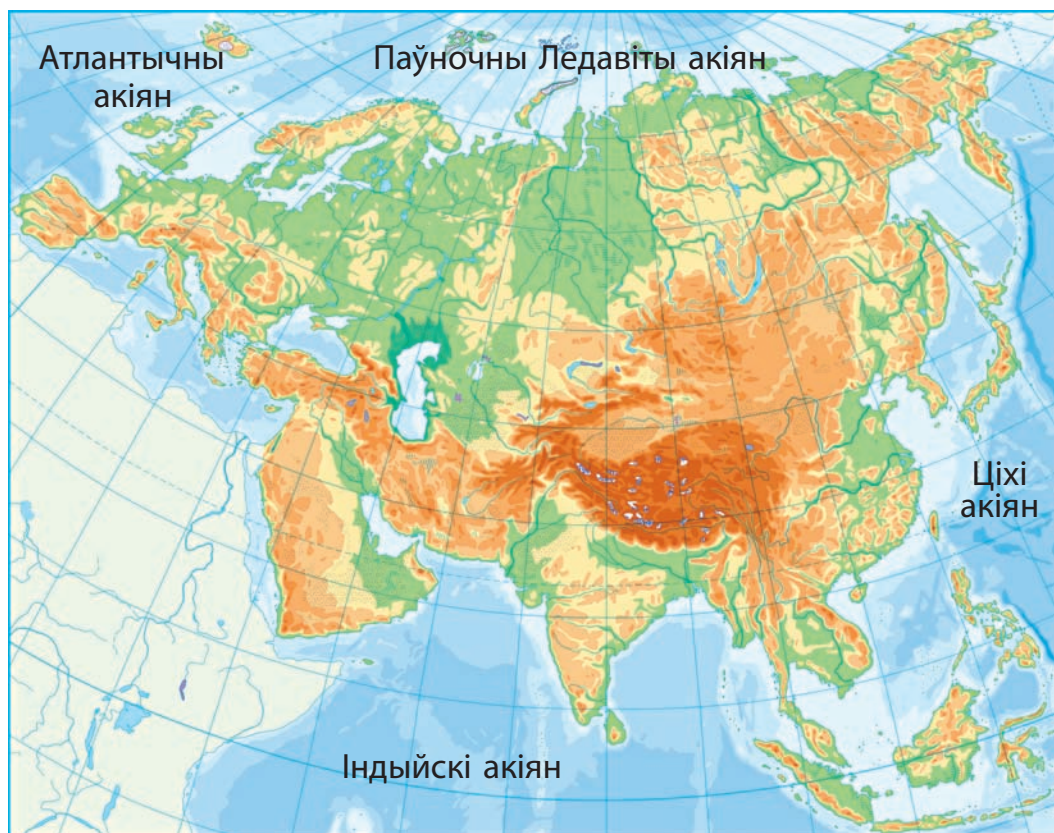 Атлантычны
акіян
Паўночны Ледавіты акіян
Ціхі
акіян
Індыйскі акіян